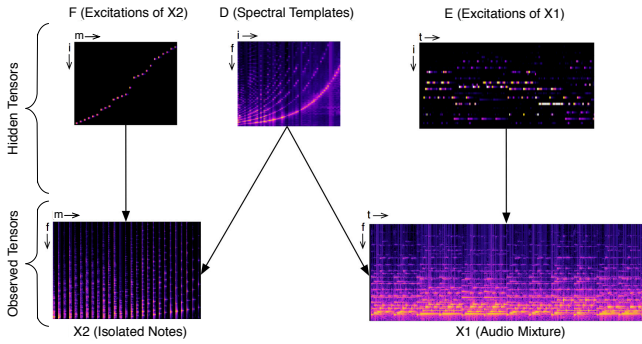 F (Excitations of X2)
D (Spectral Templates)
E (Excitations of X1)
m
i
i
f
t
i
Hidden Tensors
Observed Tensors
m
f
t
f
X2 (Isolated Notes)
X1 (Audio Mixture)